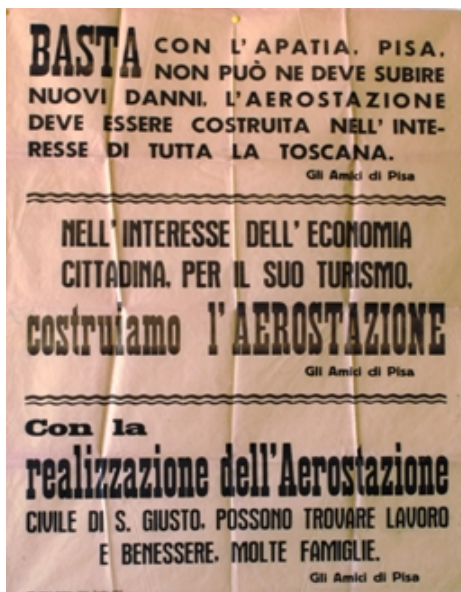 BASTA CON L'APATIA. PISA.
NON PUÒ NE DEVE SUBIRE
NUOVI DANNI. L'AEROSTAZIONE
DEVE ESSERE COSTRUITA NELL'INTE-
RESSE DI TUTTA LA TOSCANA.
Gli Amici di Pisa
NELL'INTERESSE DELL'ECONOMIA
CITTADINA, PER IL SUO TURISMO,
costruiamo l'AEROSTAZIONE
Gli Amici di Pisa
Con la
realizzazione dell'Aerostazione
CIVILE DI S. GIUSTO, POSSONO TROVARE LAVORO
E BENESSERE, MOLTE FAMIGLIE.
Gli Amici di Pisa